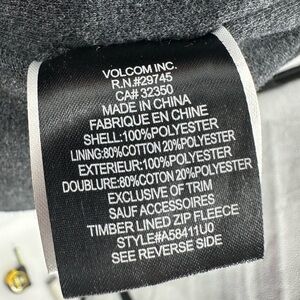 VOLCOM INC.
R.N.#29745
CA# 32350
MADE IN CHINA
FABRIQUE EN CHINE
SHELL:100%POLYESTER
LINING:80%COTTON 20%POLYESTER
EXTERIEUR:100%POLYESTER
DOUBLURE:80%COTON 20%POLYESTER
EXCLUSIVE OF TRIM
SAUF ACCESSOIRES
TIMBER LINED ZIP FLEECE
STYLE#A58411U0
SEE REVERSE SIDE